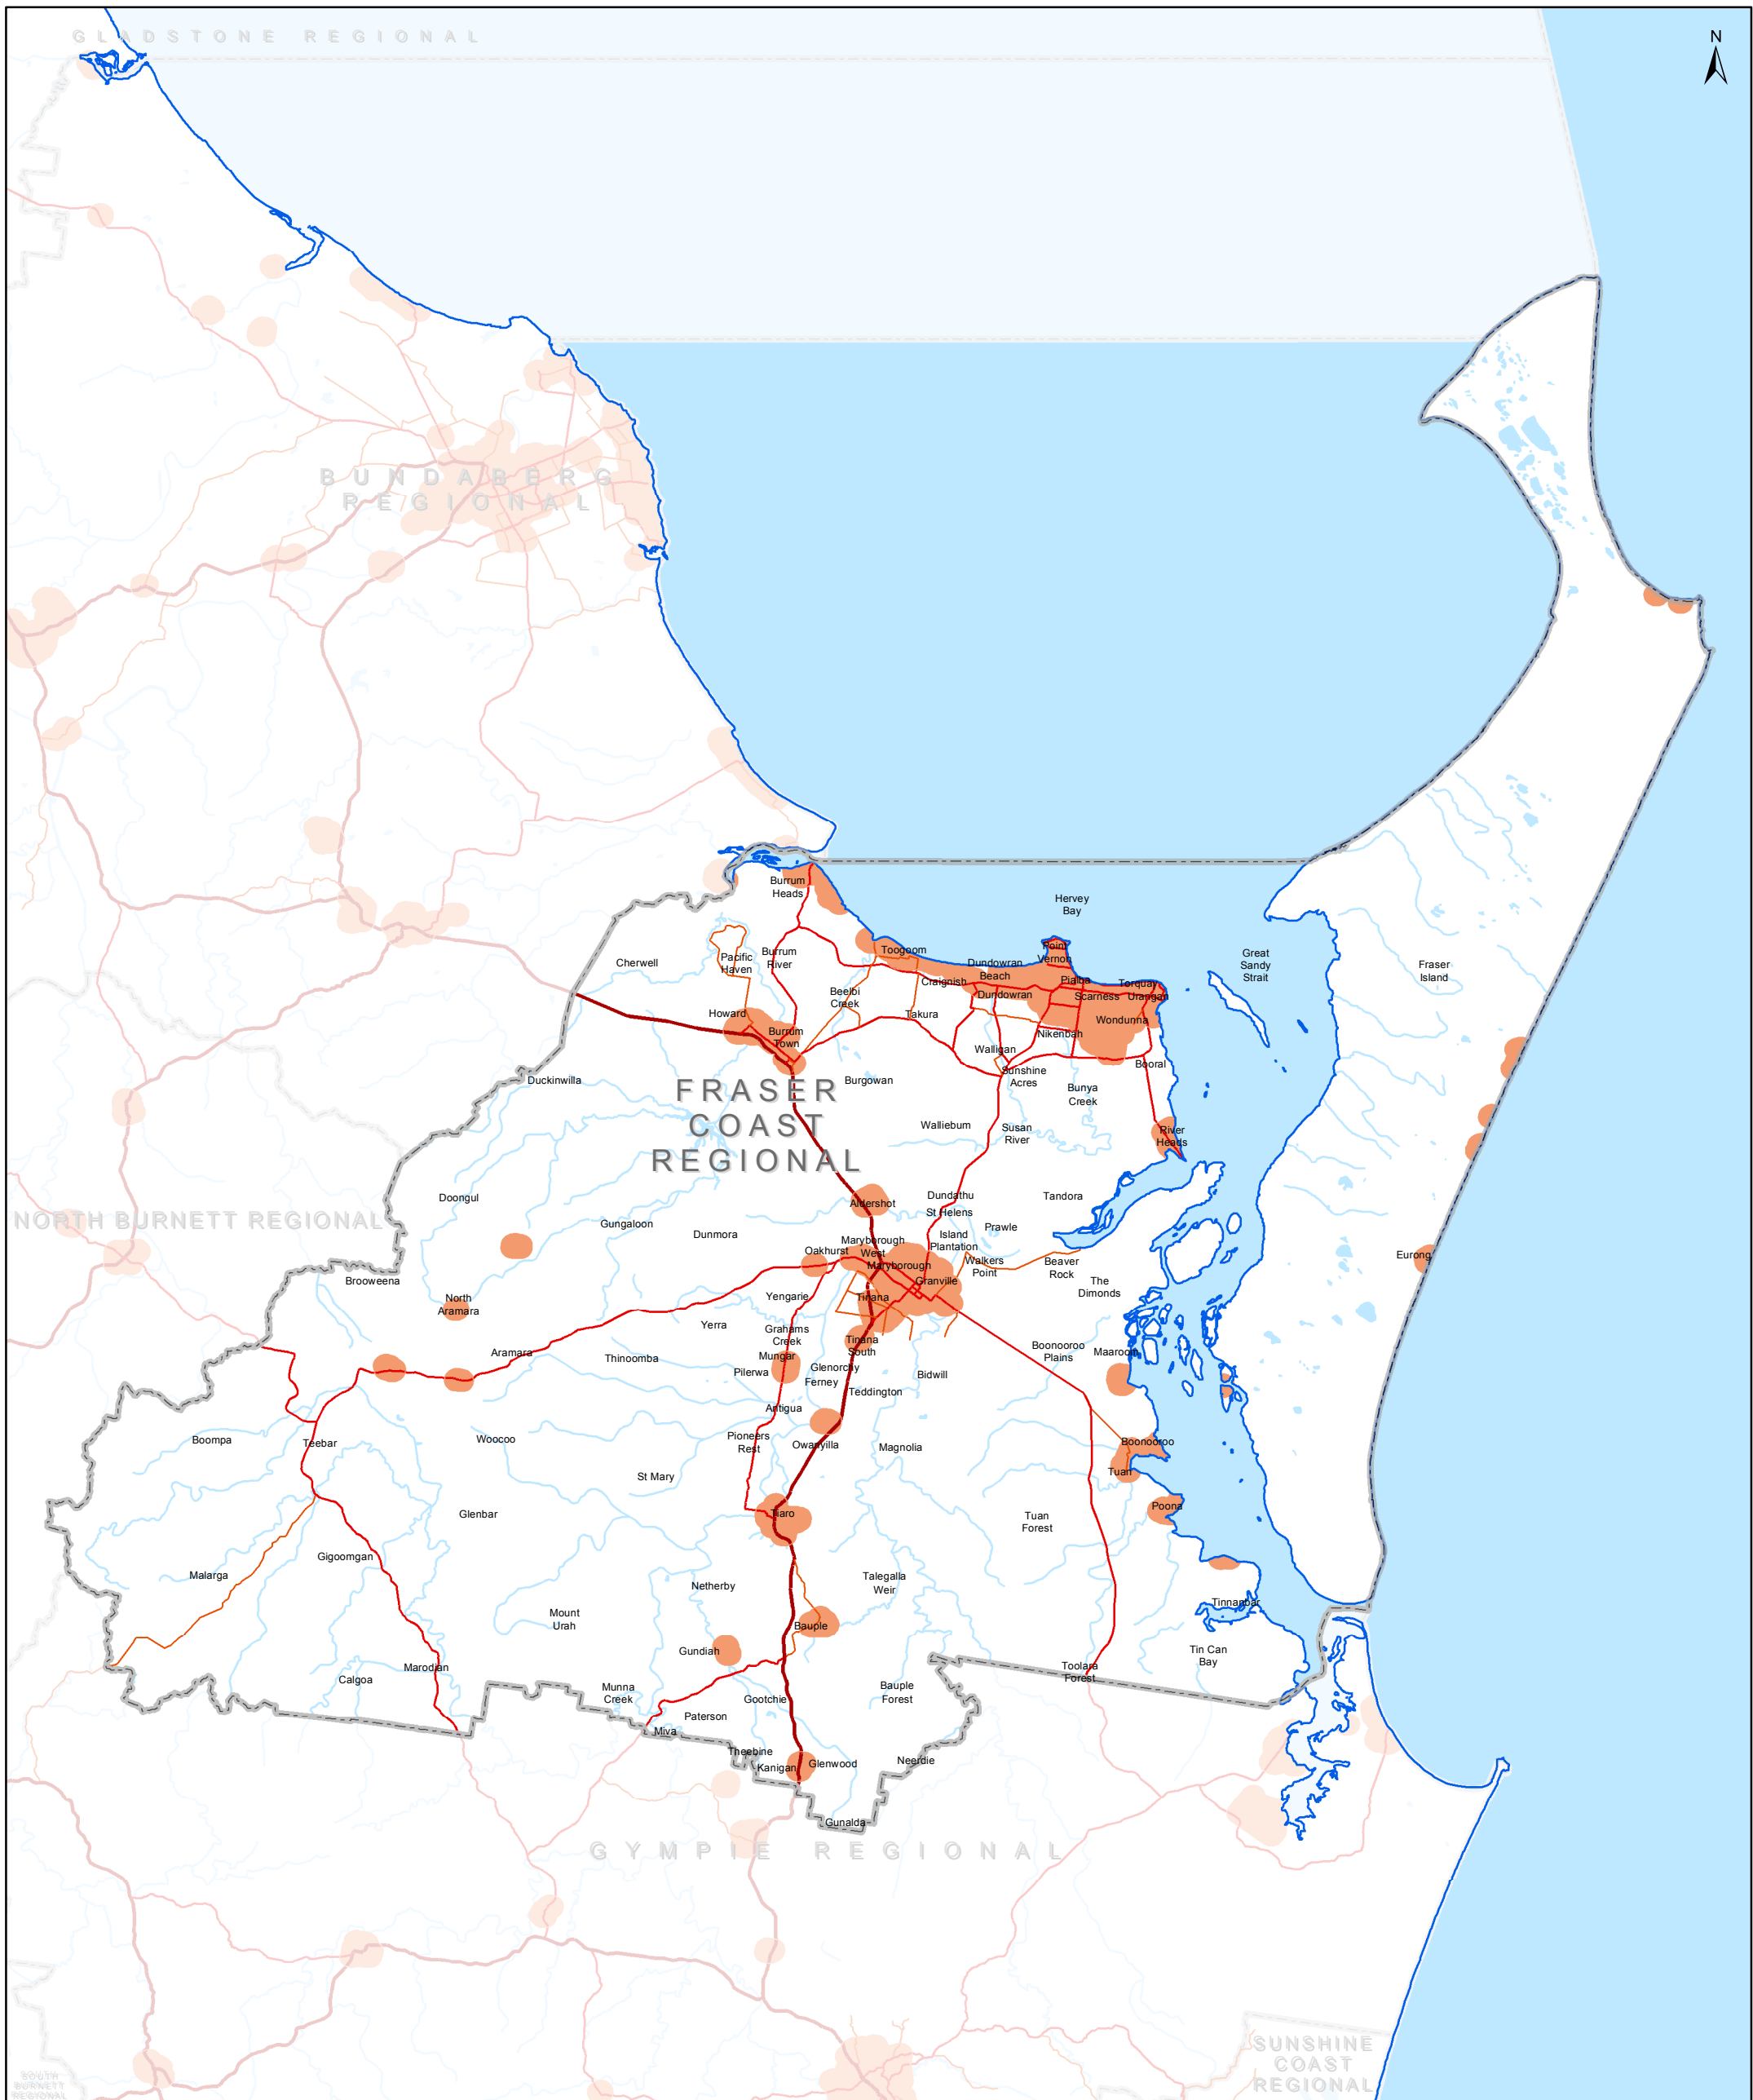 GLADSTONE REGIONAL
N
BUNDABERG
REGIONAL
Burrum
Heads
Hervey
Bay
Cherwell
Pacific
Haven
Burrum
River
Toogoom
Dundowran
Beach
Point
Vernon
Great
Sandy
Strait
Fraser
Island
Craignish
Dundowran
Pialba
Scarness
Torquay
Urangan
Beelbi
Creek
Howard
Burrum
Town
Takura
Wondunna
Nikenbah
Walligan
Sunshine
Acres
Booral
Duckinwilla
Burgowan
Bunya
Creek
FRASER
COAST
REGIONAL
Walliebum
Susan
River
River
Heads
Doongul
NORTH BURNETT REGIONAL
Aldershot
Dundathu
St Helens
Tandora
Gungaloon
Dunmora
Prawle
Island
Plantation
Maryborough
West
Oakhurst
Maryborough
Walkers
Point
Beaver
Rock
Eurong
Brooweena
Granville
The
Dimonds
North
Aramara
Yengarie
Tinana
Yerra
Grahams
Creek
Tinana
South
Aramara
Thinoomba
Mungar
Pilerwa
Glenorchy
Ferney
Bidwill
Boonooroo
Plains
Maaroom
Teddington
Antigua
Boompa
Teebar
Woocoo
Pioneers
Rest
Owanyilla
Magnolia
Boonooroo
St Mary
Tuan
Glenbar
Tiaro
Tuan
Forest
Poona
Gigoomgan
Malarga
Netherby
Talegalla
Weir
Mount
Urah
Bauple
Tinnanbar
Gundiah
Tin Can
Bay
Marodian
Calgoa
Toolara
Forest
Munna
Creek
Gootchie
Bauple
Forest
Paterson
Miva
Theebine
Kanigan
Glenwood
Neerdie
Gunalda
GYMPIE REGIONAL
SUNSHINE
COAST
REGIONAL
SOUTH
BURNETT
REGIONAL